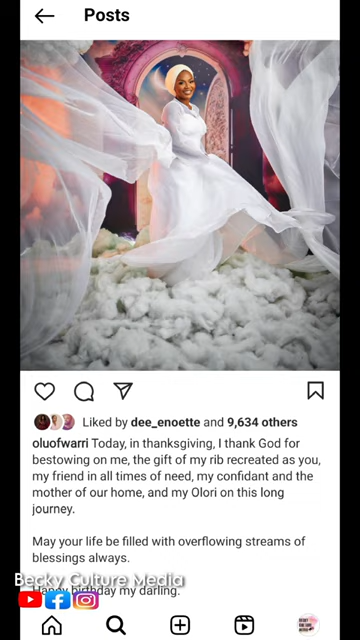 Posts
Liked by dee_enoette and 9,634 others
oluofwarri Today, in thanksgiving, I thank God for
bestowing on me, the gift of my rib recreated as you,
my friend in all times of need, my confidant and the
mother of our home, and my Olori on this long
journey.
May your life be filled with overflowing streams of
blessings always.
Becky Culture Media
Happy birthday my darling.